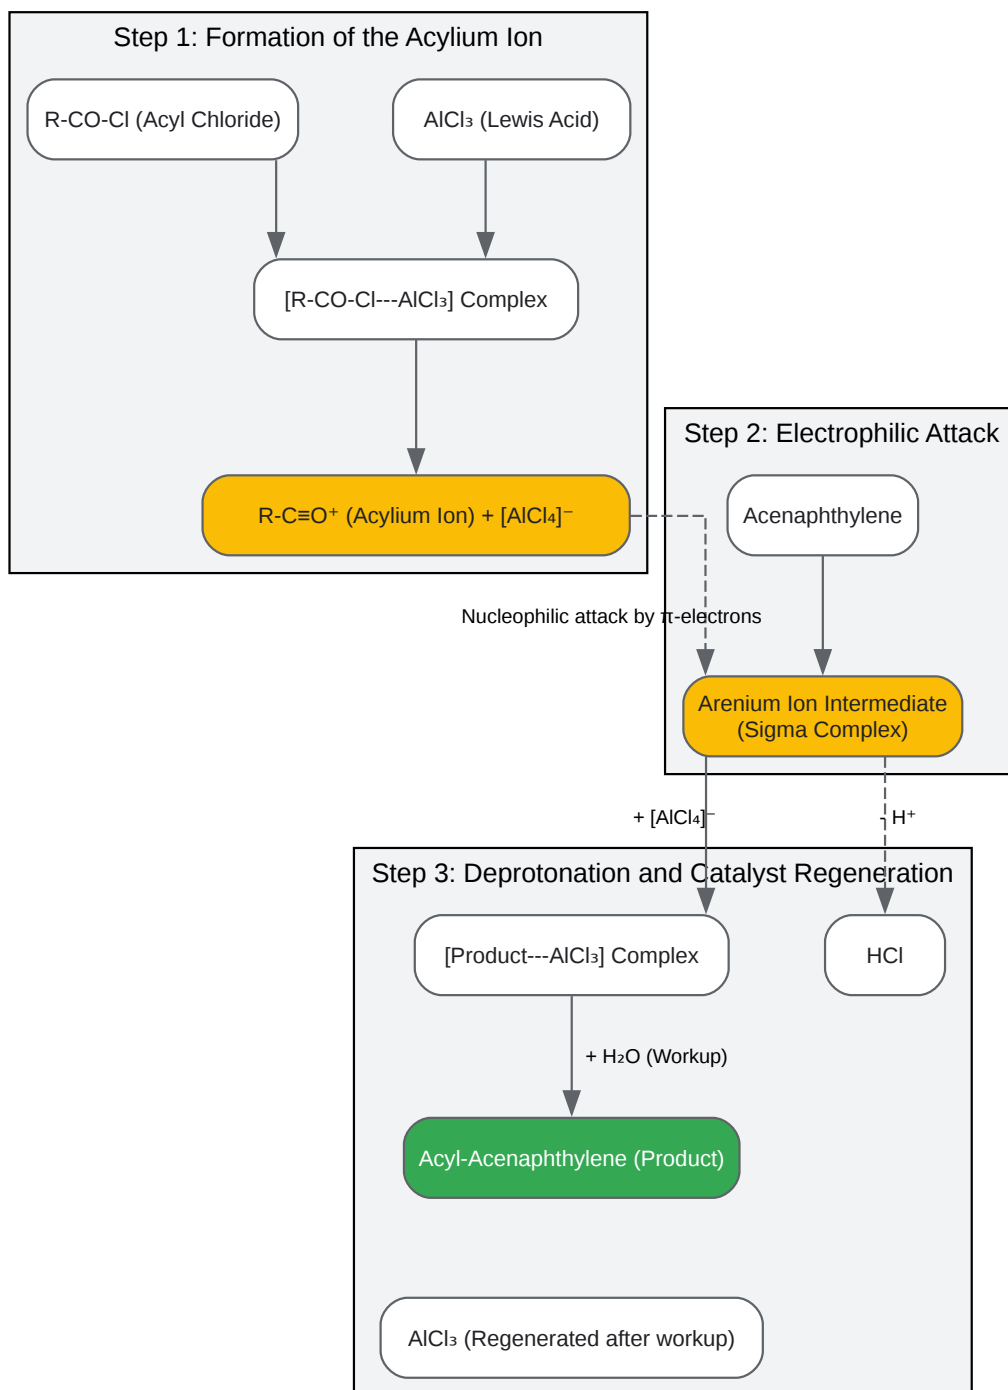 Step 1: Formation of the Acylium Ion
R-CO-Cl (Acyl Chloride)
AlCl₃ (Lewis Acid)
[R-CO-Cl---AlCl₃] Complex
R-C≡O⁺ (Acylium Ion) + [AlCl₄]⁻
Step 2: Electrophilic Attack
Acenaphthylene
Nucleophilic attack by π-electrons
Arenium Ion Intermediate
(Sigma Complex)
+ [AlCl₄]⁻
- H⁺
Step 3: Deprotonation and Catalyst Regeneration
[Product---AlCl₃] Complex
HCl
+ H₂O (Workup)
Acyl-Acenaphthylene (Product)
AlCl₃ (Regenerated after workup)